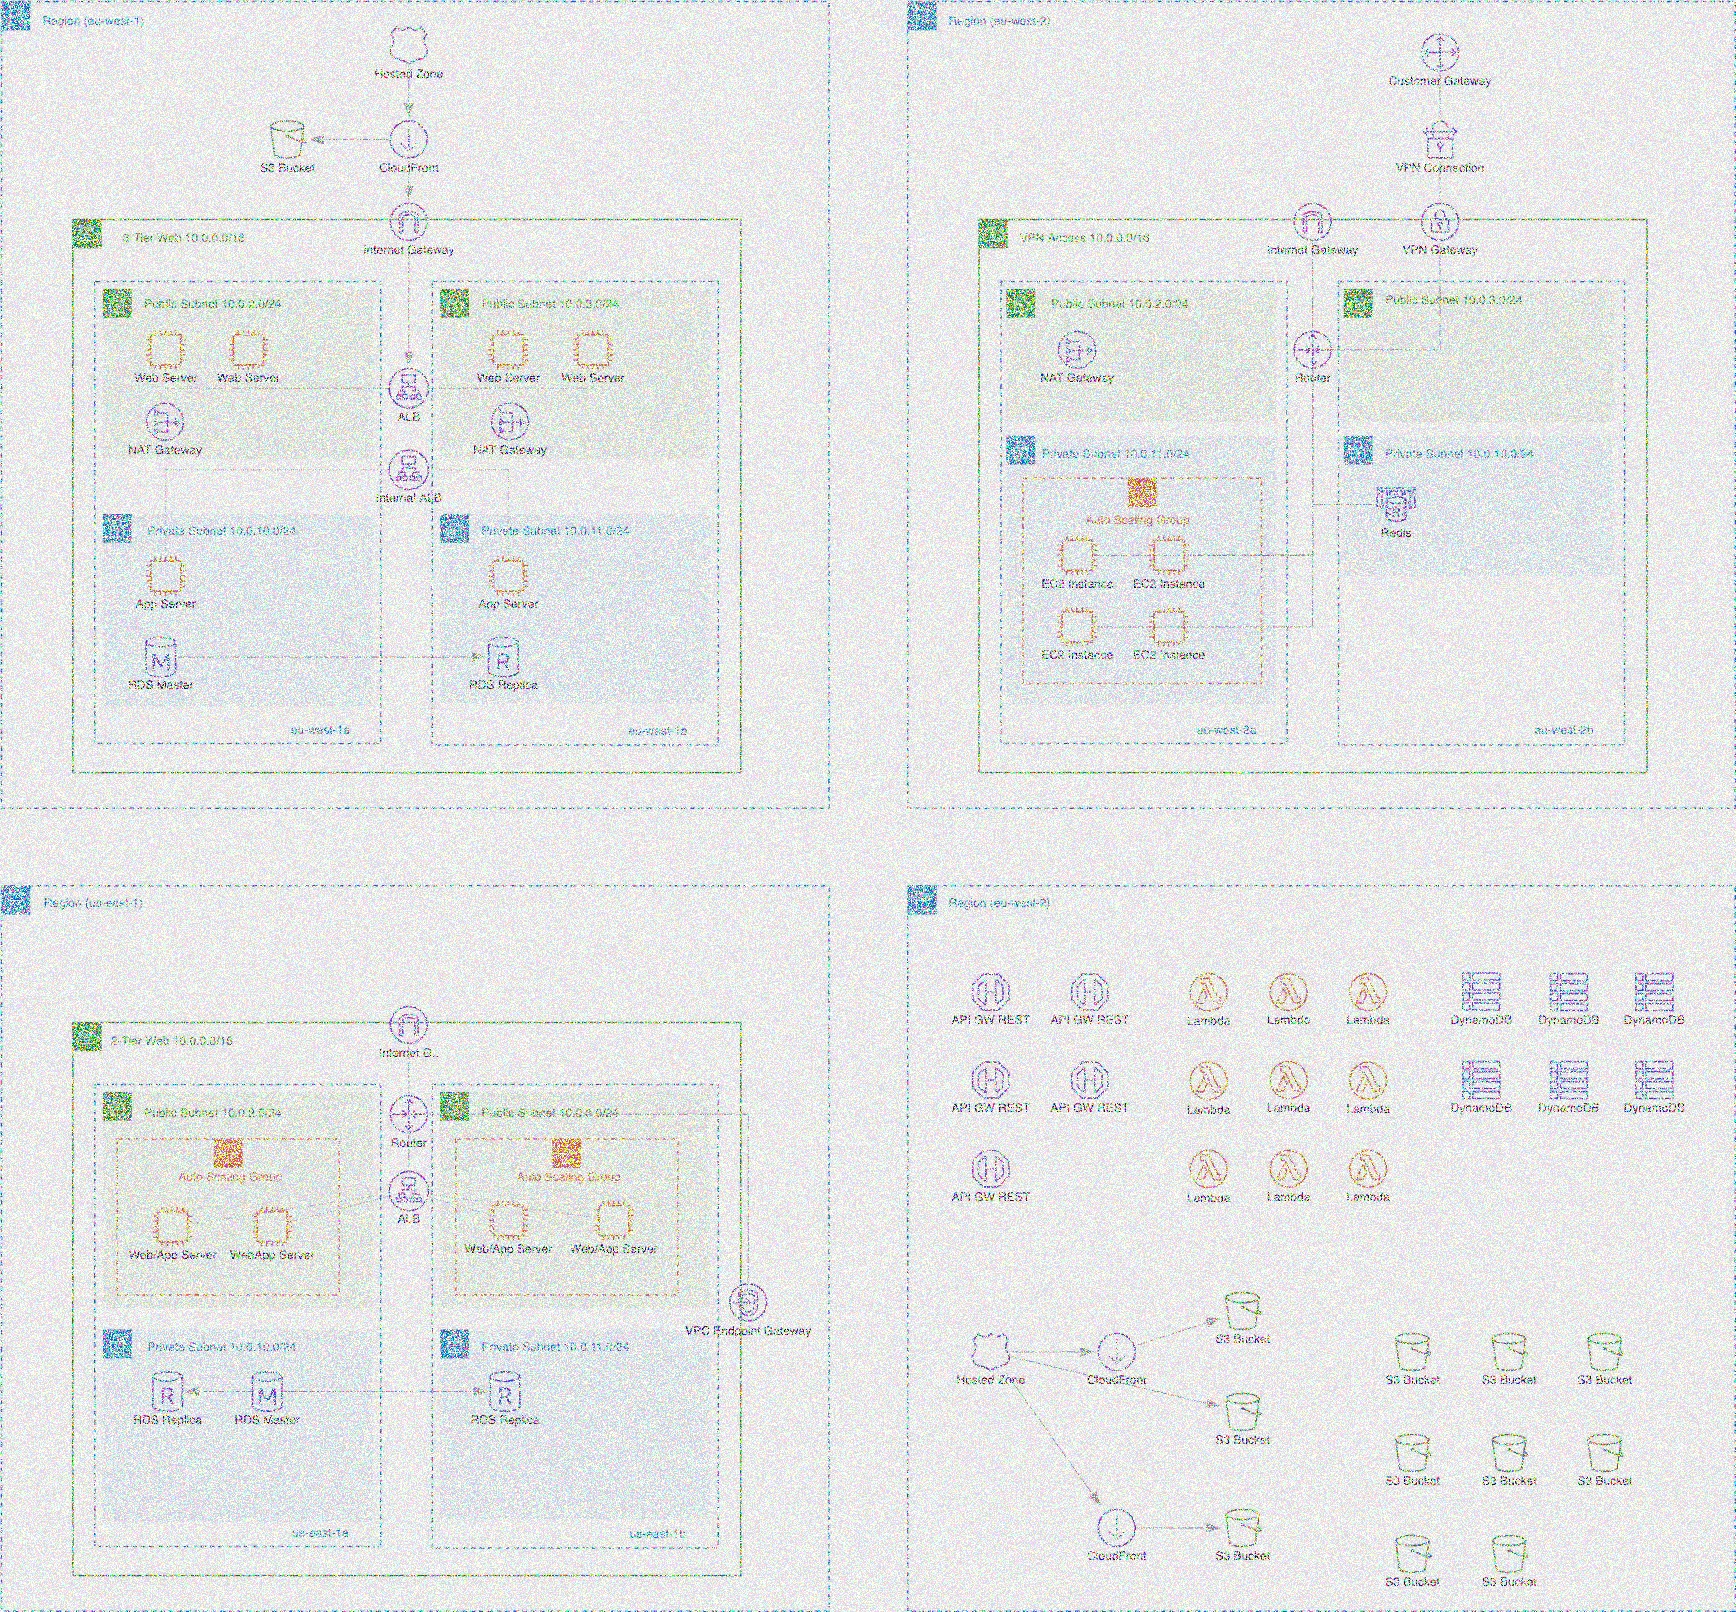 Region (eu-west-1)
Hosted Zone
S3 Bucket
CloudFront
Internet Gateway
3-Tier Web 10.0.0.0/16
Public Subnet 10.0.2.0/24
Public Subnet 10.0.3.0/24
Web Server
Web Server
Web Server
Web Server
ALB
NAT Gateway
NAT Gateway
Internal ALB
Private Subnet 10.0.10.0/24
Private Subnet 10.0.11.0/24
App Server
App Server
M
R
RDS Master
RDS Replica
eu-west-1a
Region (eu-west-2)
Customer Gateway
VPN Connection
VPN Access 10.0.0.0/16
Internet Gateway
VPN Gateway
Public Subnet 10.0.2.0/24
Public Subnet 10.0.3.0/24
NAT Gateway
Router
Private Subnet 10.0.11.0/24
Private Subnet 10.0.10.0/24
Auto Scaling Group
Redis
EC2 Instance
EC2 Instance
EC2 Instance
EC2 Instance
eu-west-2a
eu-west-2b
Region (us-east-1)
Internet G...
2-Tier Web 10.0.0.0/16
Public Subnet
Public Subnet
Router
Auto Scaling Group
Auto Scaling Group
ALB
Web/App Server
Web/App Server
Web/App Server
Web/App Server
VPC Endpoint Gateway
Private Subnet 10.0.10.0/24
Private Subnet 10.0.11.0/24
R
M
R
RDS Replica
RDS Master
RDS Replica
us-east-1a
us-east-1b
Region (eu-west-2)
API GW REST
API GW REST
Lambda
Lambda
Lambda
DynamoDB
DynamoDB
DynamoDB
API GW REST
API GW REST
Lambda
Lambda
Lambda
DynamoDB
DynamoDB
DynamoDB
API GW REST
Lambda
Lambda
Lambda
S3 Bucket
Hosted Zone
CloudFront
S3 Bucket
S3 Bucket
S3 Bucket
S3 Bucket
S3 Bucket
S3 Bucket
S3 Bucket
CloudFront
S3 Bucket
S3 Bucket
S3 Bucket